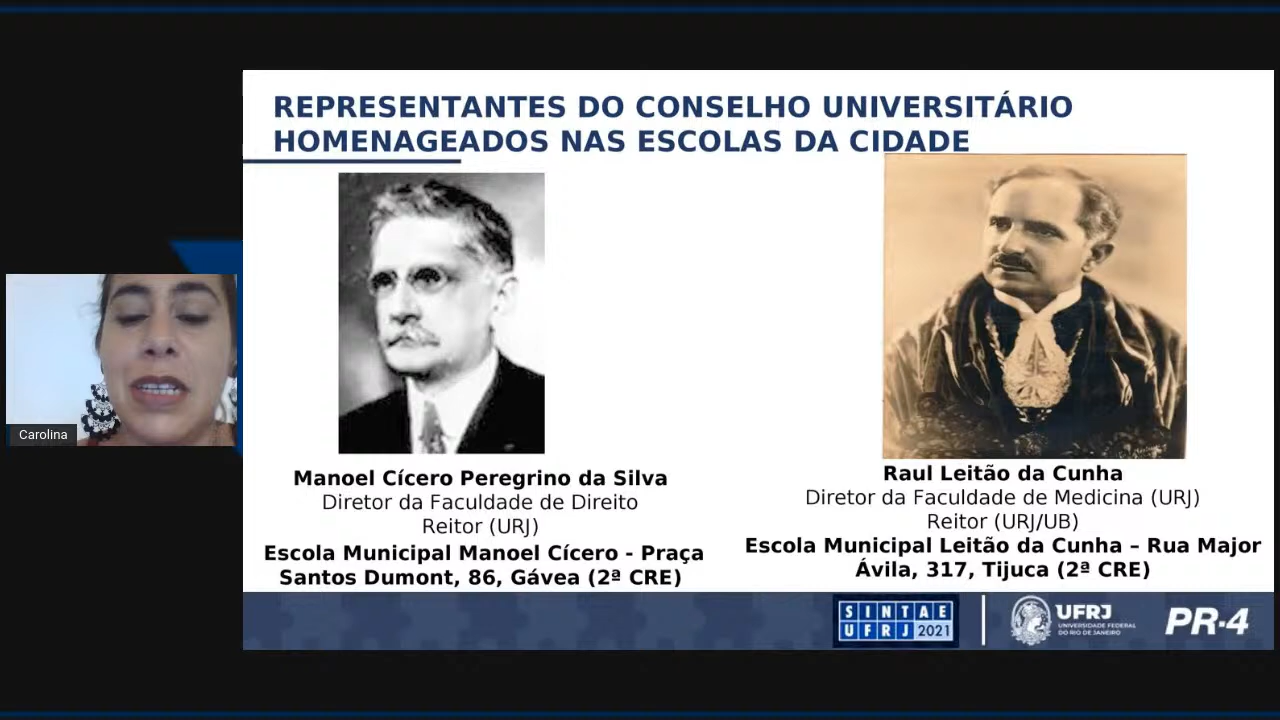 REPRESENTANTES DO CONSELHO UNIVERSITÁRIO
HOMENAGEADOS NAS ESCOLAS DA CIDADE
Carolina
Manoel Cícero Peregrino da Silva
Diretor da Faculdade de Direito
Reitor (URJ)
Escola Municipal Manoel Cícero - Praça
Santos Dumont, 86, Gávea (2ª CRE)
Raul Leitão da Cunha
Diretor da Faculdade de Medicina (URJ)
Reitor (URJ/UB)
Escola Municipal Leitão da Cunha – Rua Major
Ávila, 317, Tijuca (2ª CRE)
SINTAE
UFRJ 2021
UFRJ
UNIVERSIDADE FEDERAL
DO RIO DE JANEIRO
PR-4